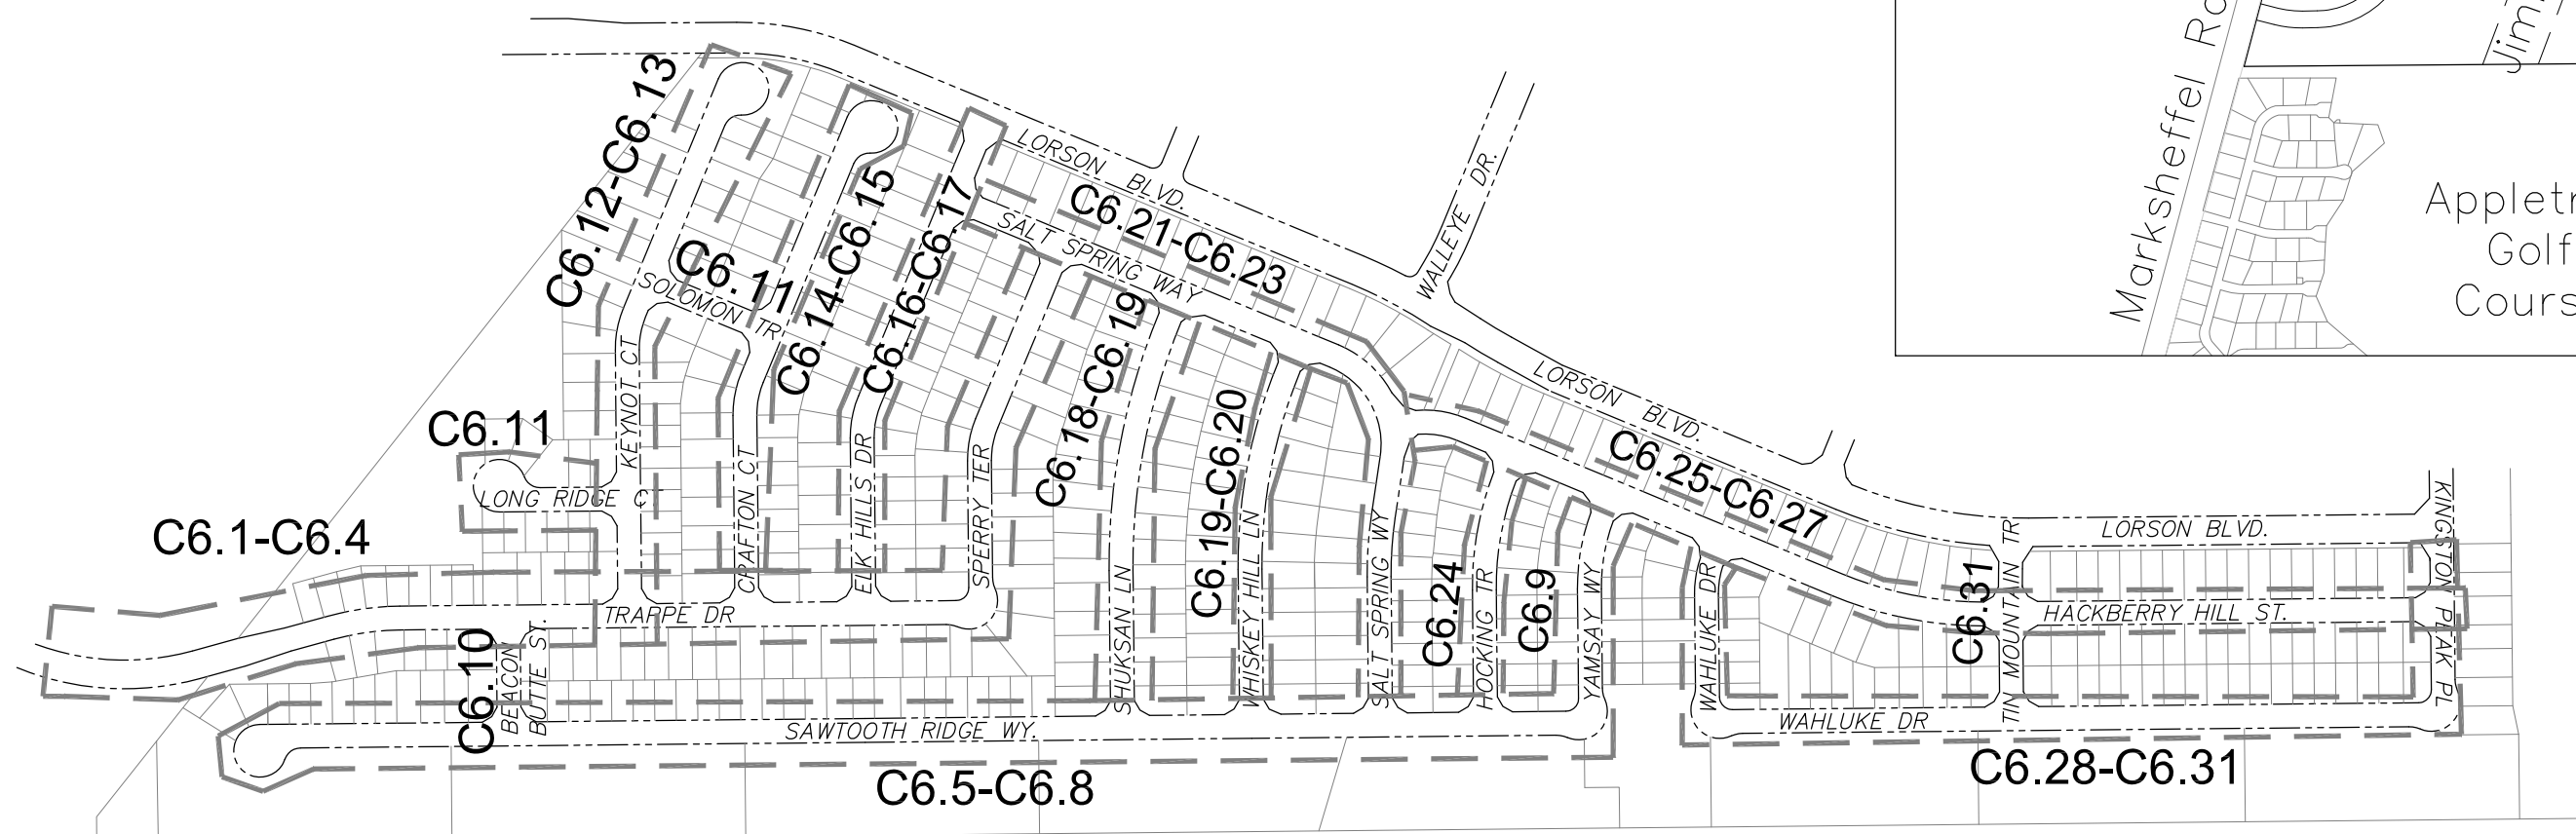 C6.12-C6.13
C6.11
SOLOMON TR
C6.14-C6.15
C6.16-C6.17
LORSON BLVD.
C6.21-C6.23
SALT SPRING WAY
WALLEYE DR.
Marksheffel
Appletr
Golf
Cours
C6.11
KEYNOT CT
LONG RIDGE CT
CRAFTON CT
ELK HILLS DR
SPERRY TER
C6.18-C6.19
C6.19-C6.20
LORSON BLVD.
C6.25-C6.27
C6.1-C6.4
TRAPPE DR
C6.10
BEACON
BUTTE ST.
SHUKSAN LN
WHISKEY HILL LN
SALT SPRING WY
C6.24
HOCKING TR
C6.9
YAMSAY WY
WAHLUKE DR
C6.31
TIN MOUNTAIN TR
LORSON BLVD.
HACKBERRY HILL ST.
KINGSTON PEAK PL
SAWTOOTH RIDGE WY.
WAHLUKE DR
C6.5-C6.8
C6.28-C6.31